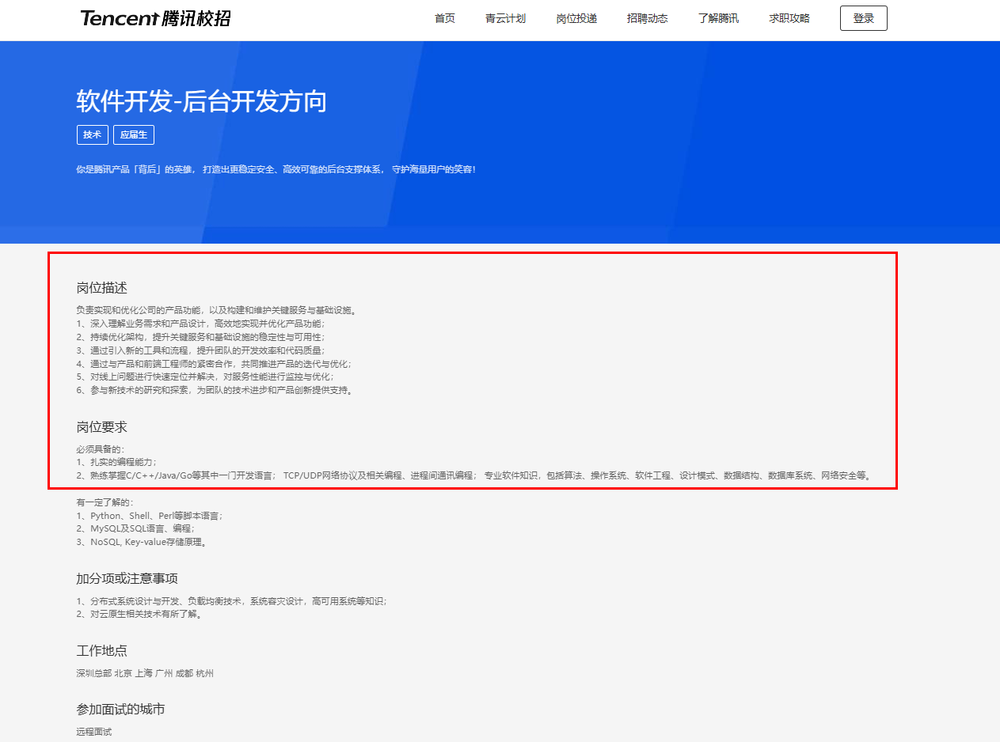 Tencent 腾讯校招 首页 青云计划 岗位投递 招聘动态 了解腾讯 求职攻略 登录
软件开发-后台开发方向
技术 应届生
你是腾讯产品「背后」的英雄， 打造出更稳定安全、高效可靠的后台支撑体系， 守护海量用户的笑容！
岗位描述
负责实现和优化公司的产品功能，以及构建和维护关键服务与基础设施。
1、深入理解业务需求和产品设计，高效地实现并优化产品功能；
2、持续优化架构，提升关键服务和基础设施的稳定性与可用性；
3、通过引入新的工具和流程，提升团队的开发效率和代码质量；
4、通过与产品和前端工程师的紧密合作，共同推进产品的迭代与优化；
5、对线上问题进行快速定位并解决，对服务性能进行监控与优化；
6、参与新技术的研究和探索，为团队的技术进步和产品创新提供支持。
岗位要求
必须具备的：
1、扎实的编程能力；
2、熟练掌握C/C++/Java/Go等其中一门开发语言； TCP/UDP网络协议及相关编程、进程间通讯编程； 专业软件知识，包括算法、操作系统、软件工程、设计模式、数据结构、数据库系统、网络安全等。
有一定了解的：
1、Python、Shell、Perl等脚本语言；
2、MySQL及SQL语言、编程；
3、NoSQL, Key-value存储原理。
加分项或注意事项
1、分布式系统设计与开发、负载均衡技术，系统容灾设计，高可用系统等知识；
2、对云原生相关技术有所了解。
工作地点
深圳总部 北京 上海 广州 成都 杭州
参加面试的城市
远程面试